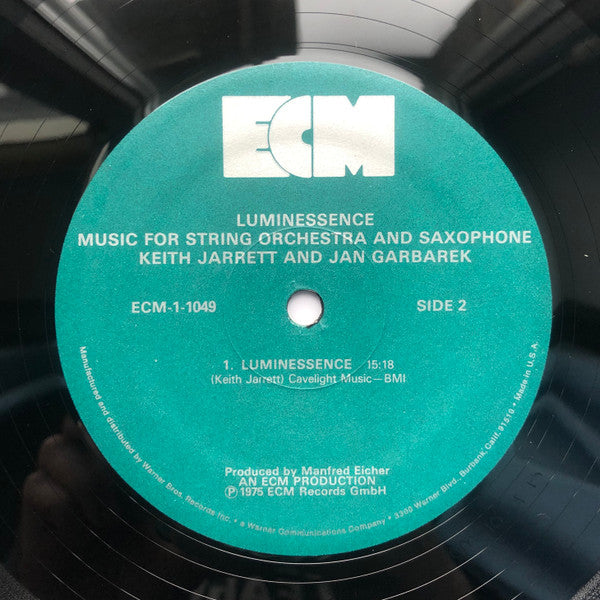 ECM
LUMINESSENCE
MUSIC FOR STRING ORCHESTRA AND SAXOPHONE
KEITH JARRETT AND JAN GARBAREK
ECM-1-1049
SIDE 2
1. LUMINESSENCE 15:18
(Keith Jarrett) Cavelight Music—BMI
Produced by Manfred Eicher
AN ECM PRODUCTION
Ⓟ 1975 ECM Records GmbH
Manufactured and distributed by Warner Bros. Records Inc. • a Warner Communications Company • 3300 Warner Blvd., Burbank, Calif. 91510 • Made in U.S.A.